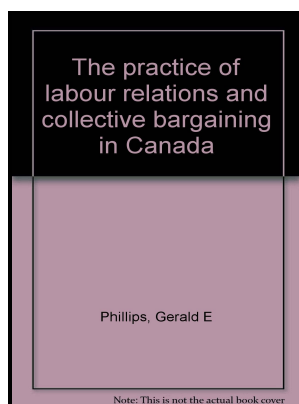 The practice of
labour relations and
collective bargaining
in Canada
Phillips, Gerald E
Note: This is not the actual book cover